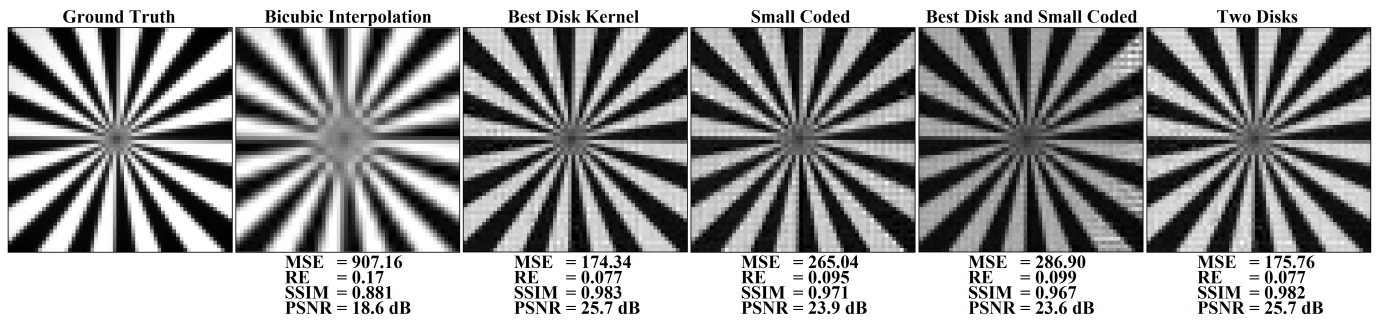 Ground Truth
Bicubic Interpolation
Best Disk Kernel
Small Coded
Best Disk and Small Coded
Two Disks
MSE = 907.16
RE = 0.17
SSIM = 0.881
PSNR = 18.6 dB
MSE = 174.34
RE = 0.077
SSIM = 0.983
PSNR = 25.7 dB
MSE = 265.04
RE = 0.095
SSIM = 0.971
PSNR = 23.9 dB
MSE = 286.90
RE = 0.099
SSIM = 0.967
PSNR = 23.6 dB
MSE = 175.76
RE = 0.077
SSIM = 0.982
PSNR = 25.7 dB